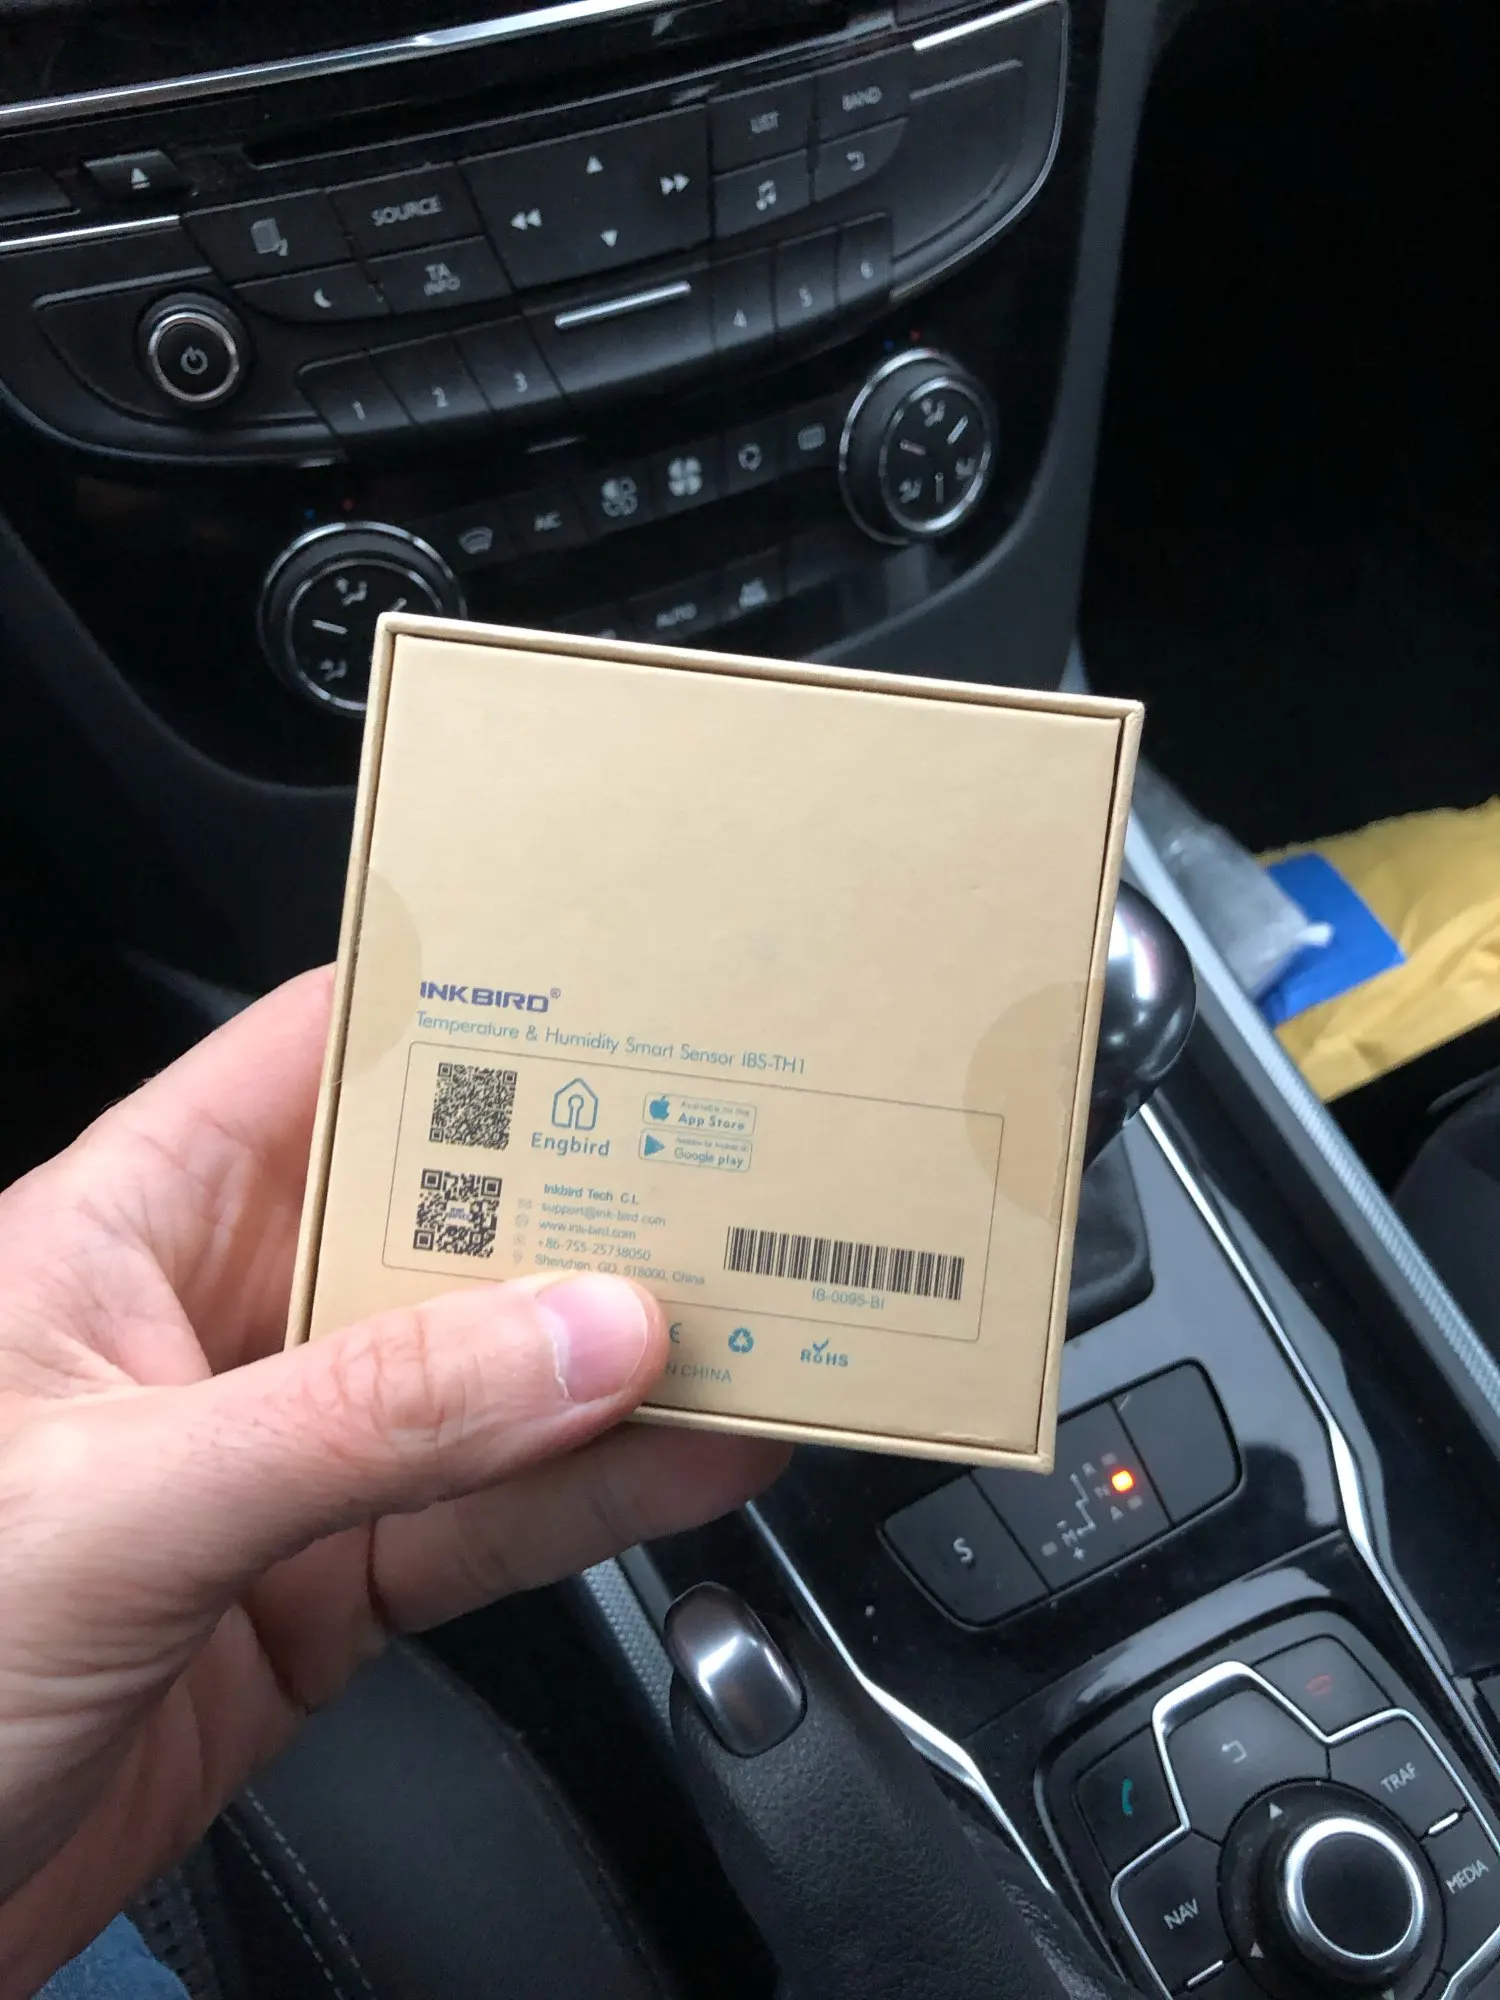 LIST
BAND
SOURCE
TA
INFO
1
2
3
4
5
6
A/C
AUTO
INKBIRD®
Temperature & Humidity Smart Sensor IBS-TH1
Engbird
App Store
Google play
Inkbird Tech C.L.
support@ink-bird.com
www.ink-bird.com
+86-755-25738050
Shenzhen, GD, 518000, China
IB-0095-BI
RoHS
N CHINA
S
R
N
A
M
+
TRAF
MEDIA
NAV